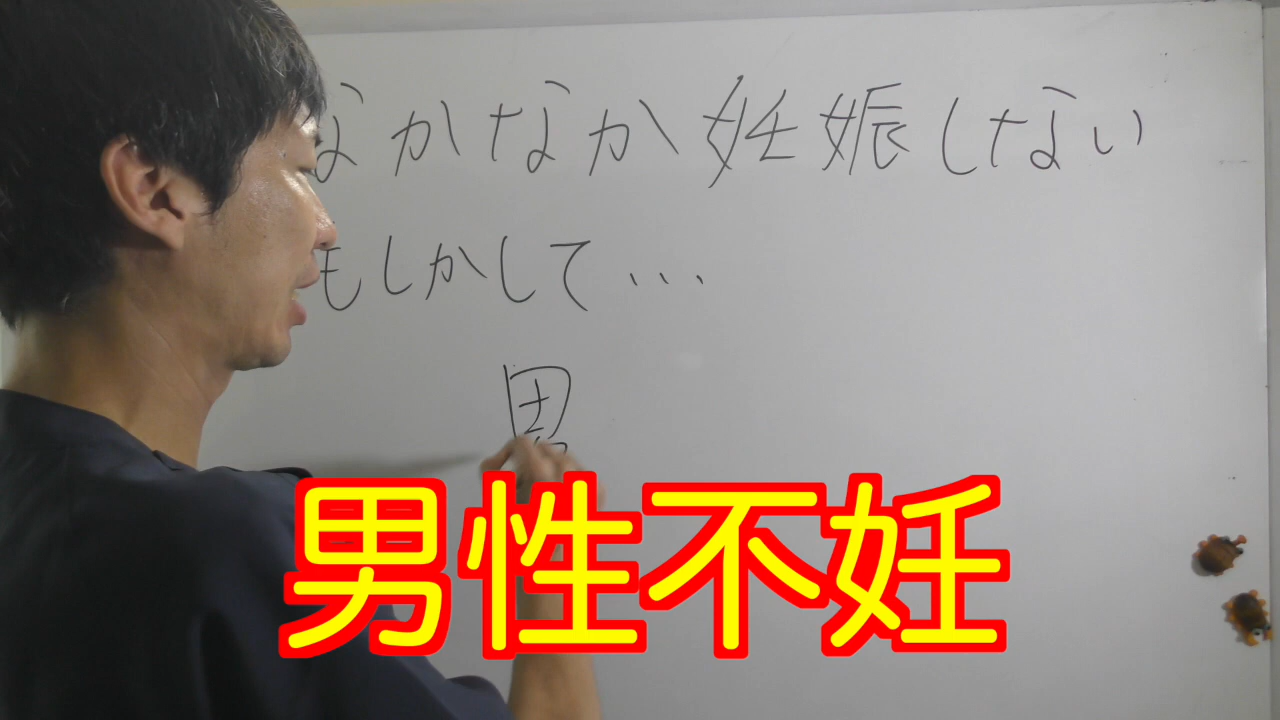 なかなか妊娠しない
もしかして…
男
男性不妊